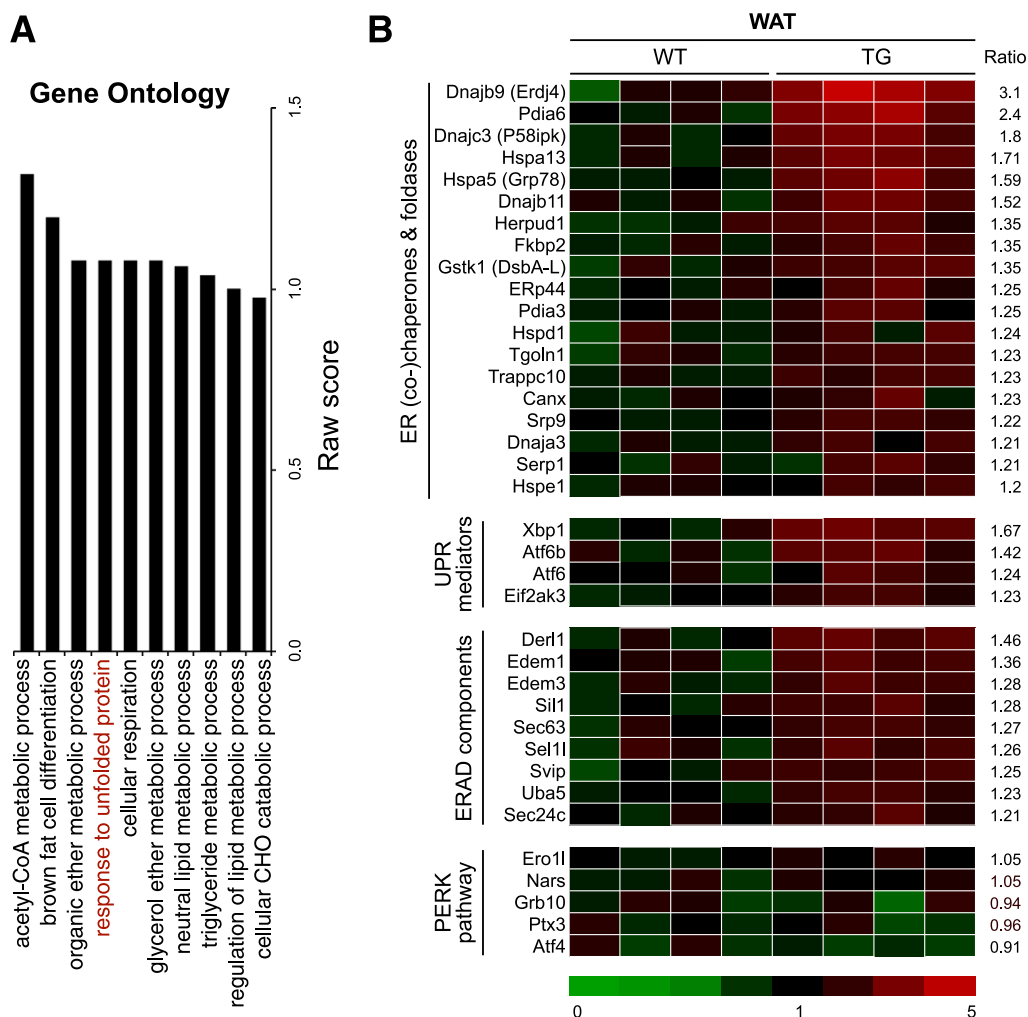 A
Gene Ontology
1.5
1.0
0.5
0.0
Raw score
acetyl-CoA metabolic process
brown fat cell differentiation
organic ether metabolic process
response to unfolded protein
cellular respiration
glycerol ether metabolic process
neutral lipid metabolic process
triglyceride metabolic process
regulation of lipid metabolic process
cellular CHO catabolic process
B
WAT
WT TG Ratio
ER (co-)chaperones & foldases
Dnajb9 (Erdj4) 3.1
Pdia6 2.4
Dnajc3 (P58ipk) 1.8
Hspa13 1.71
Hspa5 (Grp78) 1.59
Dnajb11 1.52
Herpud1 1.35
Fkbp2 1.35
Gstk1 (DsbA-L) 1.35
ERp44 1.25
Pdia3 1.25
Hspd1 1.24
Tgoln1 1.23
Trappc10 1.23
Canx 1.23
Srp9 1.22
Dnaja3 1.21
Serp1 1.21
Hspe1 1.2
UPR
mediators
Xbp1 1.67
Atf6b 1.42
Atf6 1.24
Eif2ak3 1.23
ERAD components
Derl1 1.46
Edem1 1.36
Edem3 1.28
Sil1 1.28
Sec63 1.27
Sel1l 1.26
Svip 1.25
Uba5 1.23
Sec24c 1.21
PERK
pathway
Ero1l 1.05
Nars 1.05
Grb10 0.94
Ptx3 0.96
Atf4 0.91
0 1 5